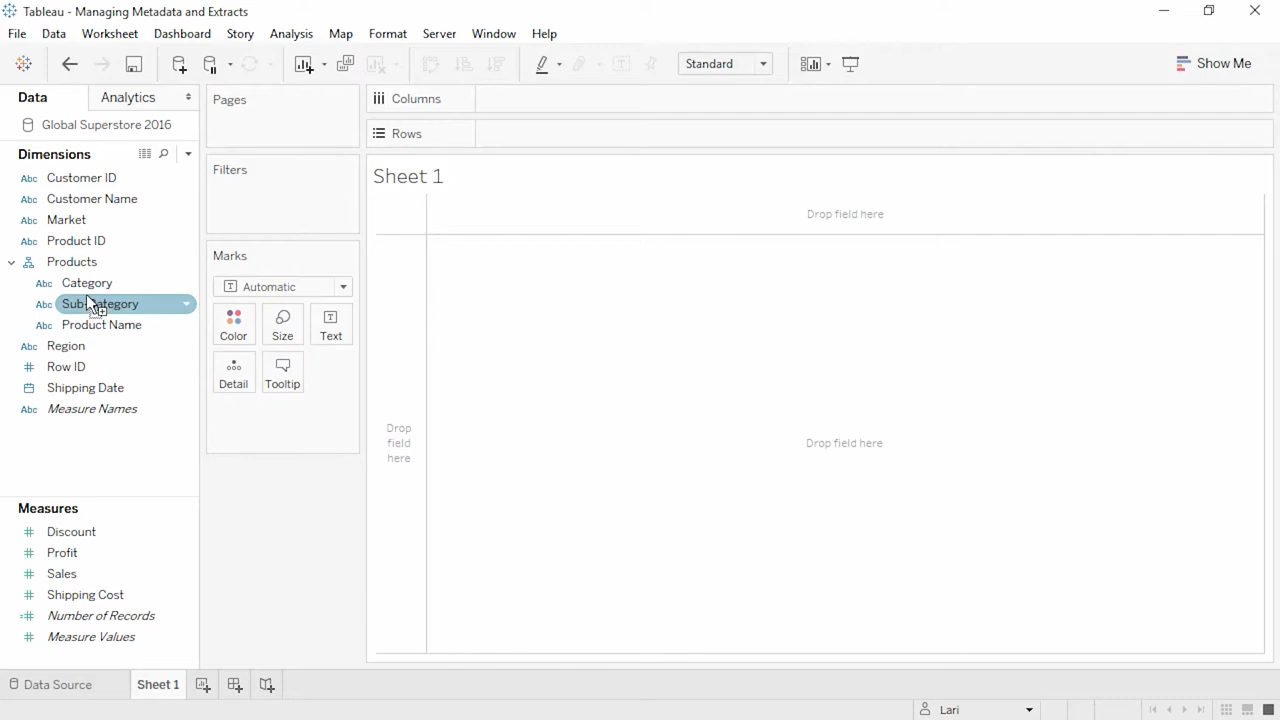 Tableau - Managing Metadata and Extracts
File Data Worksheet Dashboard Story Analysis Map Format Server Window Help
Standard
Show Me
Data Analytics
Global Superstore 2016
Dimensions
Abc Customer ID
Abc Customer Name
Abc Market
Abc Product ID
Products
Abc Category
Abc Sub-Category
Abc Product Name
Abc Region
# Row ID
Shipping Date
Abc Measure Names
Measures
# Discount
# Profit
# Sales
# Shipping Cost
=# Number of Records
# Measure Values
Pages
Filters
Marks
T Automatic
Color Size Text
Detail Tooltip
Columns
Rows
Sheet 1
Drop field here
Drop
field
here
Drop field here
Data Source Sheet 1
Lari